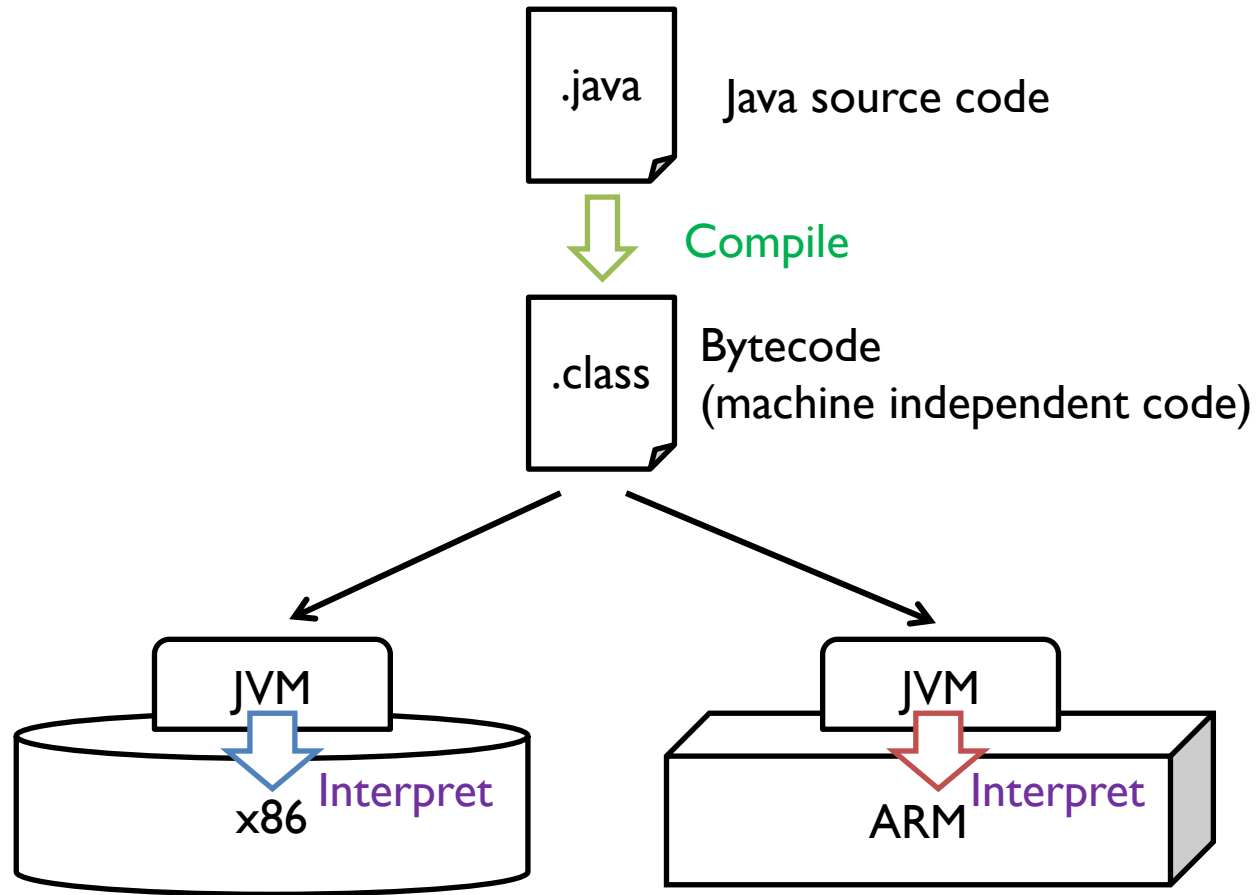 .java
Java source code
Compile
.class
Bytecode
(machine independent code)
JVM
JVM
Interpret
Interpret
x86
ARM